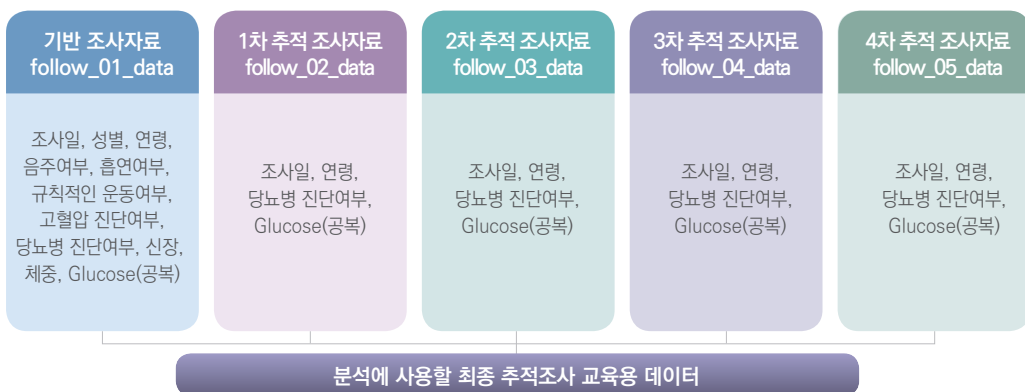 기반 조사자료
follow_01_data
조사일, 성별, 연령,
음주여부, 흡연여부,
규칙적인 운동여부,
고혈압 진단여부,
당뇨병 진단여부, 신장,
체중, Glucose(공복)
1차 추적 조사자료
follow_02_data
조사일, 연령,
당뇨병 진단여부,
Glucose(공복)
2차 추적 조사자료
follow_03_data
조사일, 연령,
당뇨병 진단여부,
Glucose(공복)
3차 추적 조사자료
follow_04_data
조사일, 연령,
당뇨병 진단여부,
Glucose(공복)
4차 추적 조사자료
follow_05_data
조사일, 연령,
당뇨병 진단여부,
Glucose(공복)
분석에 사용할 최종 추적조사 교육용 데이터